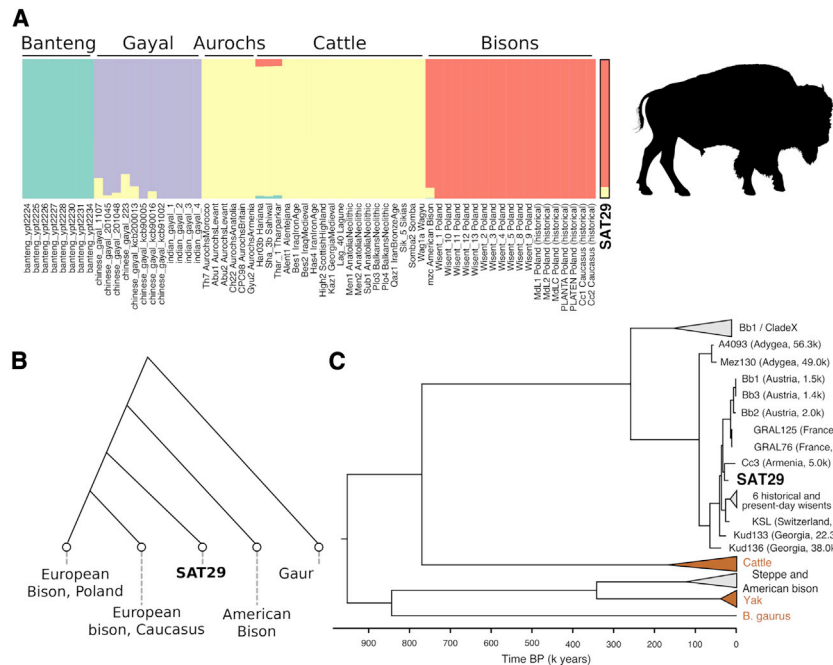 A
Banteng Gayal Aurochs Cattle Bisons
banteng_ypt2224
banteng_ypt2225
banteng_ypt2226
banteng_ypt2227
banteng_ypt2228
banteng_ypt2230
banteng_ypt2231
banteng_ypt2234
chinese_gayal_1107
chinese_gayal_201045
chinese_gayal_201048
chinese_gayal_223
chinese_gayal_kcb200013
chinese_gayal_kcb90005
chinese_gayal_kcb90016
chinese_gayal_kcb91002
indian_gayal_1
indian_gayal_2
indian_gayal_3
indian_gayal_4
Th7 AurochsMorocco
Abu1 AurochsLevant
Abu2 AurochsLevant
Ch22 AurochsAnatolia
CPC98 AurochsBritain
Gyu2 AurochsArmenia
Har03b Hariana
Sha_3b Sahiwal
Thar_1 Tharparkar
Alent1 Alentejana
Bes1 IraqIronAge
Bes2 IraqMedieval
Has4 IranIronAge
High2 ScottishHighland
Kaz1 GeorgiaMedieval
Lag_40 Lagune
Men1 AnatoliaNeolithic
Men2 AnatoliaNeolithic
Sub1 AnatoliaNeolithic
Plo3 BalkansNeolithic
Plo4 BalkansNeolithic
Qaz1 IranBronzeAge
Sik_5 Sikias
Somba2 Somba
Wag1a Wagyu
mzc American Bison
Wisent_1 Poland
Wisent_10 Poland
Wisent_11 Poland
Wisent_12 Poland
Wisent_13 Poland
Wisent_2 Poland
Wisent_3 Poland
Wisent_4 Poland
Wisent_5 Poland
Wisent_6 Poland
Wisent_8 Poland
Wisent_9 Poland
MdL1 Poland (historical)
MdL2 Poland (historical)
MdLC Poland (historical)
PLANTA Poland (historical)
PLATEN Poland (historical)
Cc1 Caucasus (historical)
Cc2 Caucasus (historical)
SAT29
B
European
Bison, Poland
European
bison, Caucasus
SAT29
American
Bison
Gaur
C
Bb1 / CladeX
A4093 (Adygea, 56.3k)
Mez130 (Adygea, 49.0k)
Bb1 (Austria, 1.5k)
Bb3 (Austria, 1.4k)
Bb2 (Austria, 2.0k)
GRAL125 (France,
GRAL76 (France,
Cc3 (Armenia, 5.0k)
SAT29
6 historical and
present-day wisents
KSL (Switzerland,
Kud133 (Georgia, 22.3
Kud136 (Georgia, 38.0k
Cattle
Steppe and
American bison
Yak
B. gaurus
900 800 700 600 500 400 300 200 100 0
Time BP (k years)